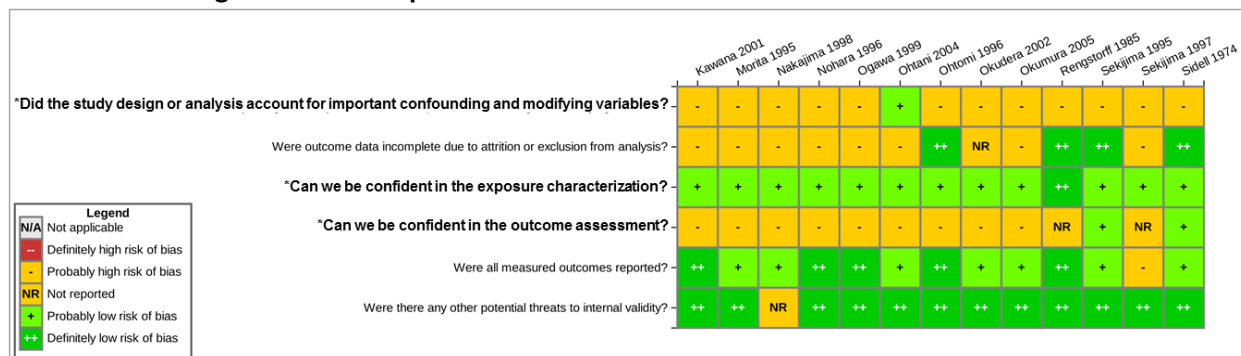 Kawana 2001
Morita 1995
Nakajima 1998
Nohara 1996
Ogawa 1999
Ohtani 2004
Ohtomi 1996
Okudera 2002
Okumura 2005
Rengstorff 1985
Sekijima 1995
Sekijima 1997
Sidell 1974
*Did the study design or analysis account for important confounding and modifying variables? - - - - - + - - - - - - -
Were outcome data incomplete due to attrition or exclusion from analysis? - - - - - - ++ NR - ++ ++ - ++
*Can we be confident in the exposure characterization? + + + + + + + + + ++ + + +
*Can we be confident in the outcome assessment? - - - - - - - - - NR + NR +
Were all measured outcomes reported? ++ + + ++ ++ + ++ + + ++ + - +
Were there any other potential threats to internal validity? ++ ++ NR ++ ++ ++ ++ ++ ++ ++ ++ ++ ++
Legend
N/A Not applicable
-- Definitely high risk of bias
- Probably high risk of bias
NR Not reported
+ Probably low risk of bias
++ Definitely low risk of bias